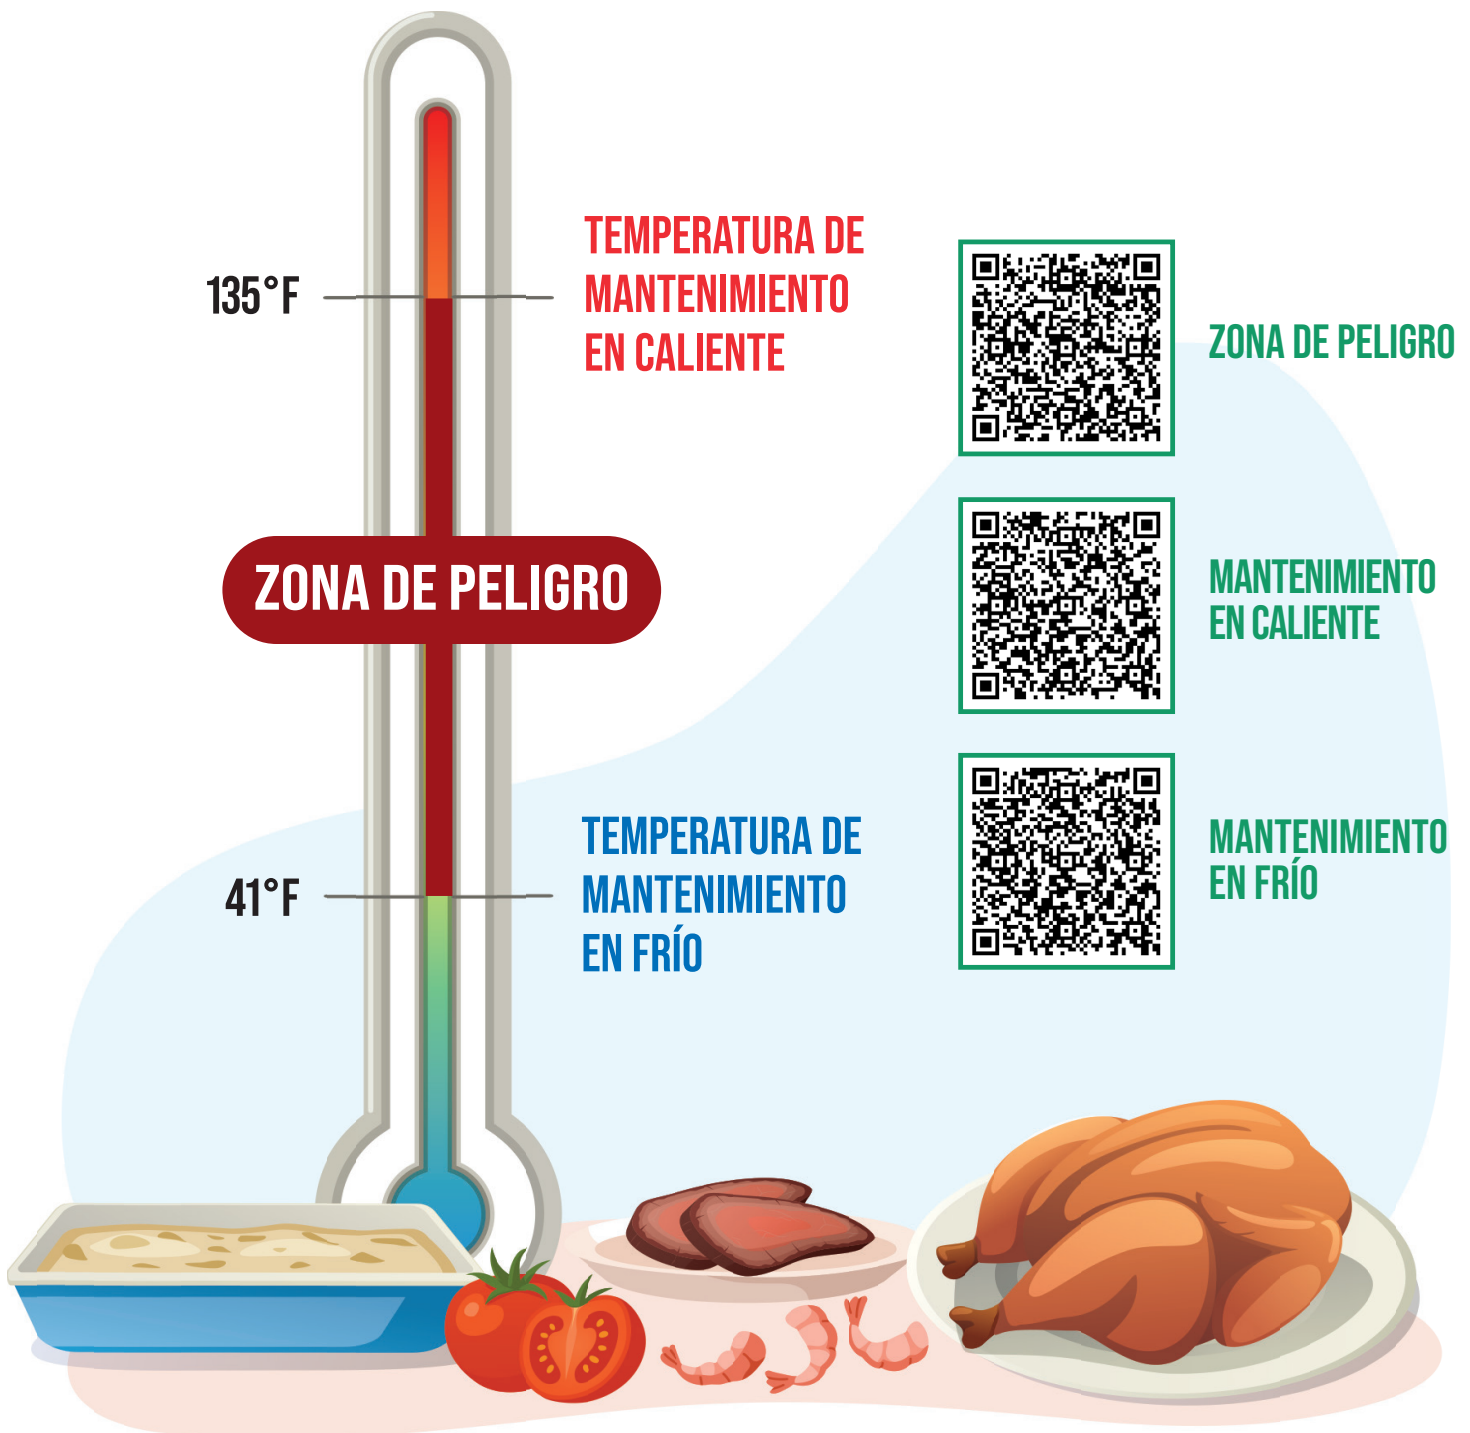 135°F
TEMPERATURA DE
MANTENIMIENTO
EN CALIENTE
ZONA DE PELIGRO
41°F
TEMPERATURA DE
MANTENIMIENTO
EN FRÍO
ZONA DE PELIGRO
MANTENIMIENTO
EN CALIENTE
MANTENIMIENTO
EN FRÍO